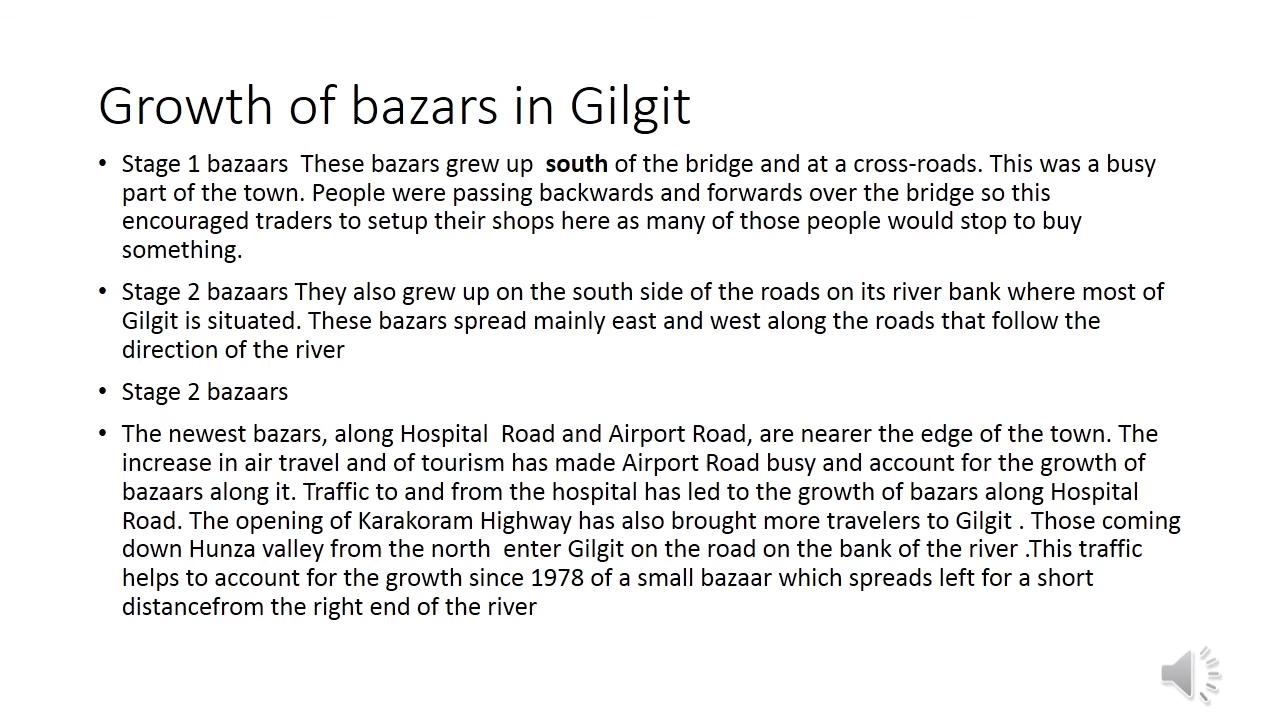 Growth of bazars in Gilgit
• Stage 1 bazaars  These bazars grew up  south of the bridge and at a cross-roads. This was a busy
part of the town. People were passing backwards and forwards over the bridge so this
encouraged traders to setup their shops here as many of those people would stop to buy
something.
• Stage 2 bazaars They also grew up on the south side of the roads on its river bank where most of
Gilgit is situated. These bazars spread mainly east and west along the roads that follow the
direction of the river
• Stage 2 bazaars
• The newest bazars, along Hospital  Road and Airport Road, are nearer the edge of the town. The
increase in air travel and of tourism has made Airport Road busy and account for the growth of
bazaars along it. Traffic to and from the hospital has led to the growth of bazars along Hospital
Road. The opening of Karakoram Highway has also brought more travelers to Gilgit . Those coming
down Hunza valley from the north  enter Gilgit on the road on the bank of the river .This traffic
helps to account for the growth since 1978 of a small bazaar which spreads left for a short
distancefrom the right end of the river